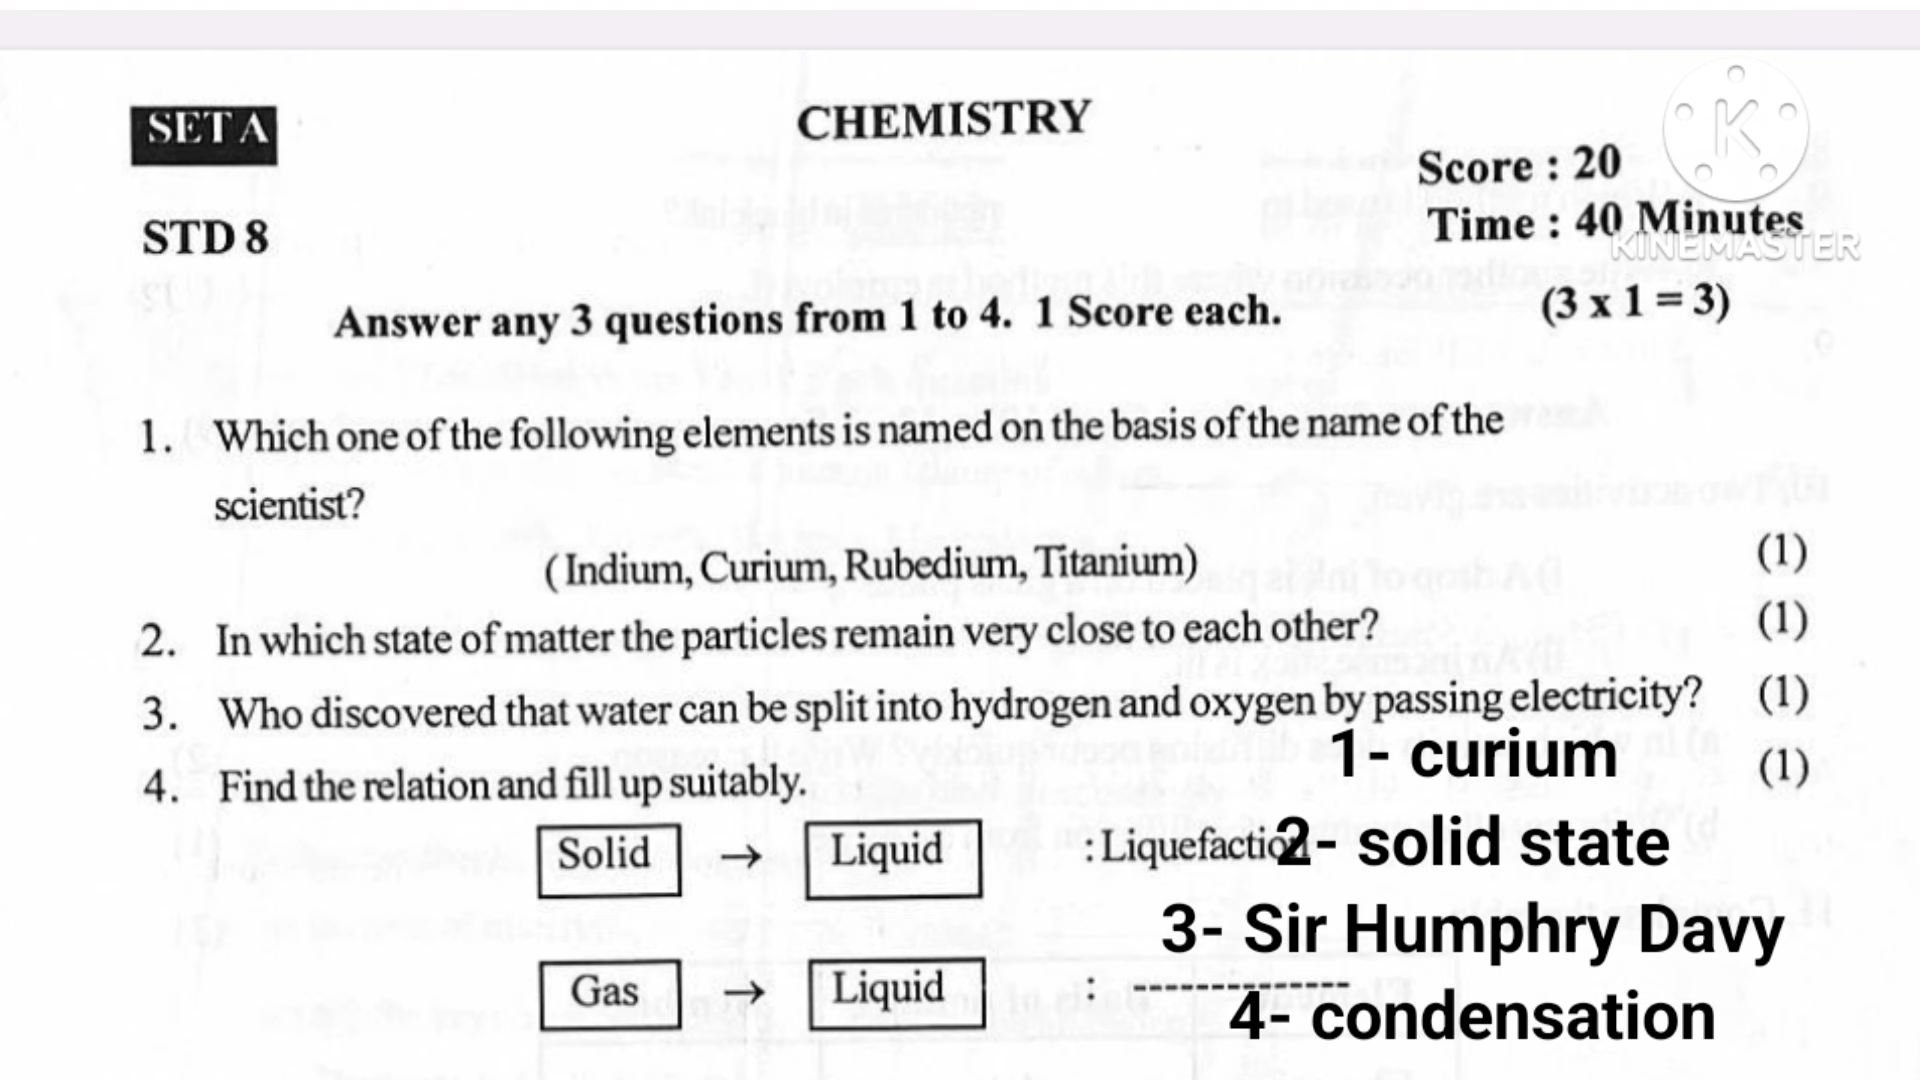 SET A
CHEMISTRY
K
Score : 20
STD 8
Time : 40 Minutes
KINEMASTER
Answer any 3 questions from 1 to 4. 1 Score each. (3 x 1 = 3)
1. Which one of the following elements is named on the basis of the name of the
scientist?
( Indium, Curium, Rubedium, Titanium) (1)
2. In which state of matter the particles remain very close to each other? (1)
3. Who discovered that water can be split into hydrogen and oxygen by passing electricity? (1)
1- curium
4. Find the relation and fill up suitably. (1)
Solid → Liquid : Liquefaction
2- solid state
3- Sir Humphry Davy
Gas → Liquid : --------------
4- condensation